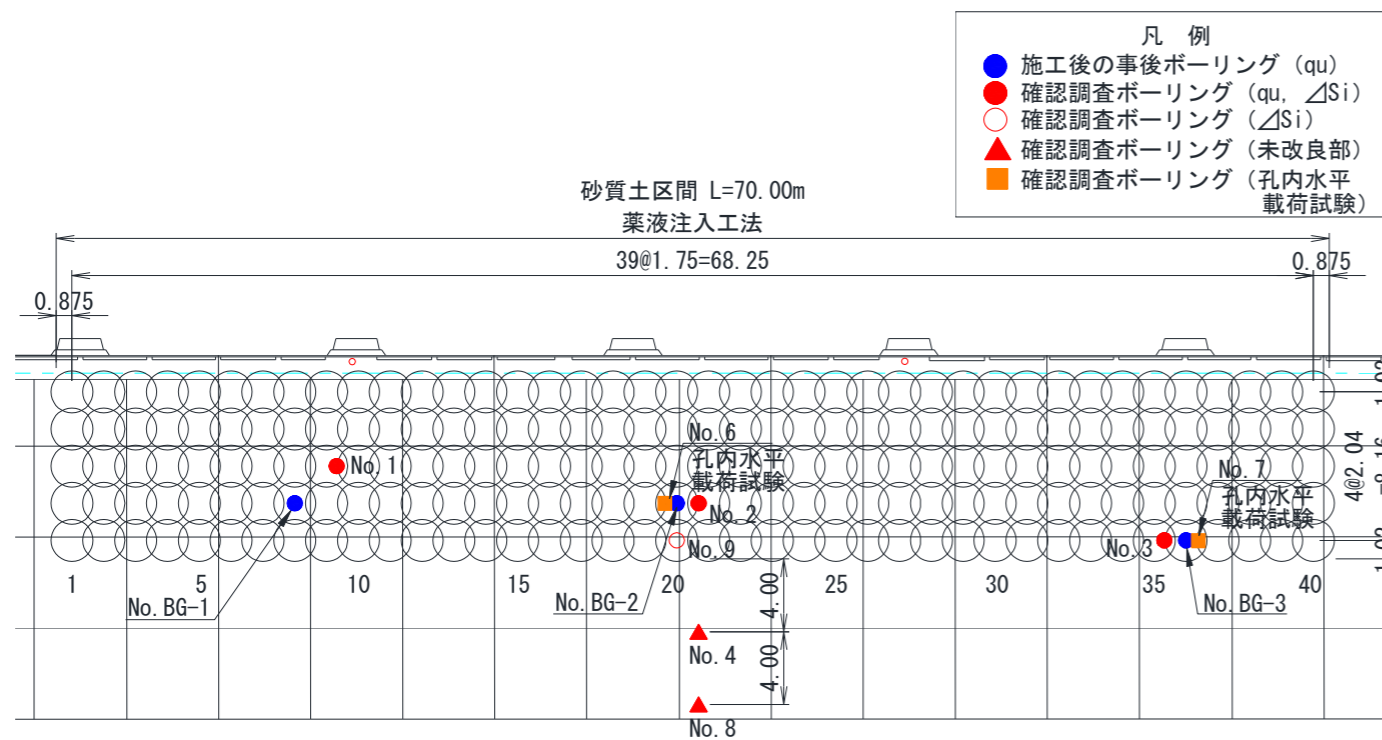 凡 例
施工後の事後ボーリング (qu)
確認調査ボーリング (qu, ⊿Si)
確認調査ボーリング (⊿Si)
確認調査ボーリング (未改良部)
確認調査ボーリング (孔内水平
載荷試験)
砂質土区間 L=70.00m
薬液注入工法
39@1.75=68.25
0.875
0.875
No.6
孔内水平
載荷試験
No.1
No.2
No.9
No.7
孔内水平
載荷試験
No.3
4@2.04
1 5 10 15 20 25 30 35 40
No.BG-1
No.BG-2
No.BG-3
4.00
No.4
4.00
No.8